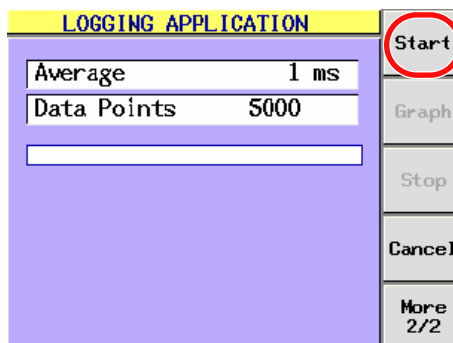 LOGGING APPLICATION
Average 1 ms
Data Points 5000
Start
Graph
Stop
Cancel
More
2/2